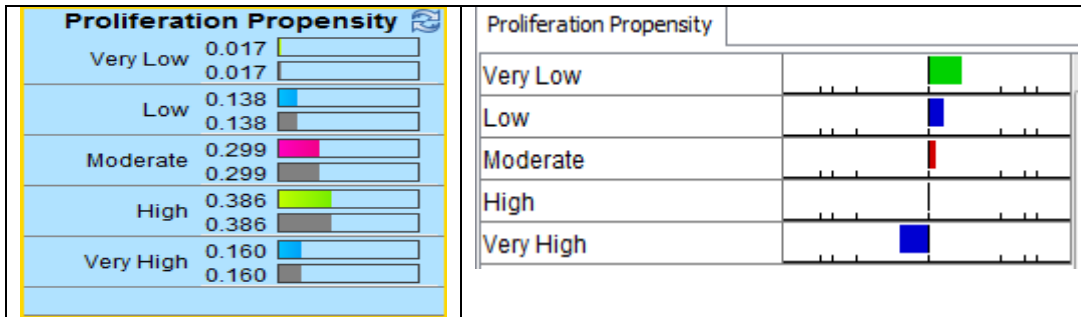 Proliferation Propensity
Very Low 0.017
0.017
Low 0.138
0.138
Moderate 0.299
0.299
High 0.386
0.386
Very High 0.160
0.160
Proliferation Propensity
Very Low
Low
Moderate
High
Very High